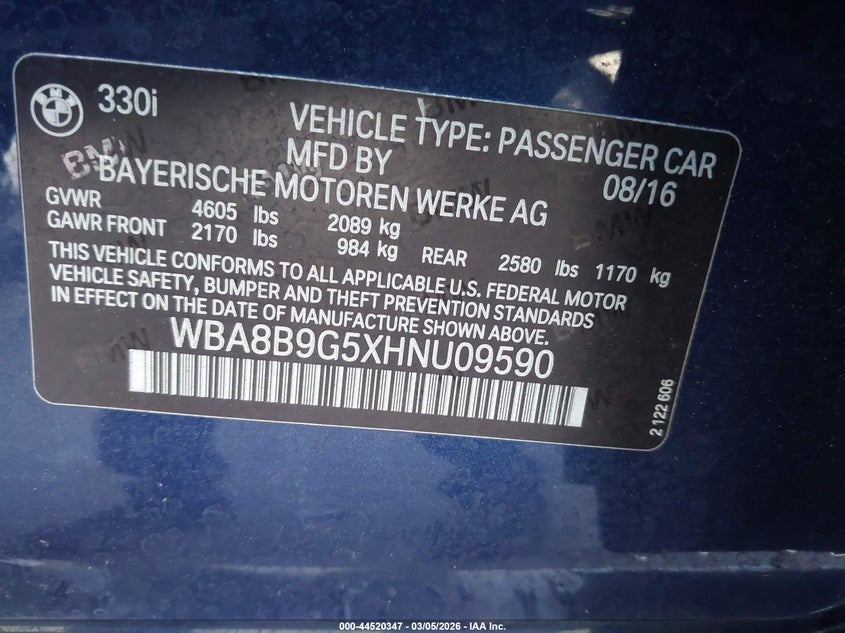 330i
VEHICLE TYPE: PASSENGER CAR
MFD BY
08/16
BAYERISCHE MOTOREN WERKE AG
GVWR 4605 lbs 2089 kg
GAWR FRONT 2170 lbs 984 kg REAR 2580 lbs 1170 kg
THIS VEHICLE CONFORMS TO ALL APPLICABLE U.S. FEDERAL MOTOR
VEHICLE SAFETY, BUMPER AND THEFT PREVENTION STANDARDS
IN EFFECT ON THE DATE OF MANUFACTURE SHOWN ABOVE.
WBA8B9G5XHNU09590
2 122 606
BMW
BMW
000-44520347 | 03/05/2026 - IAA Inc.